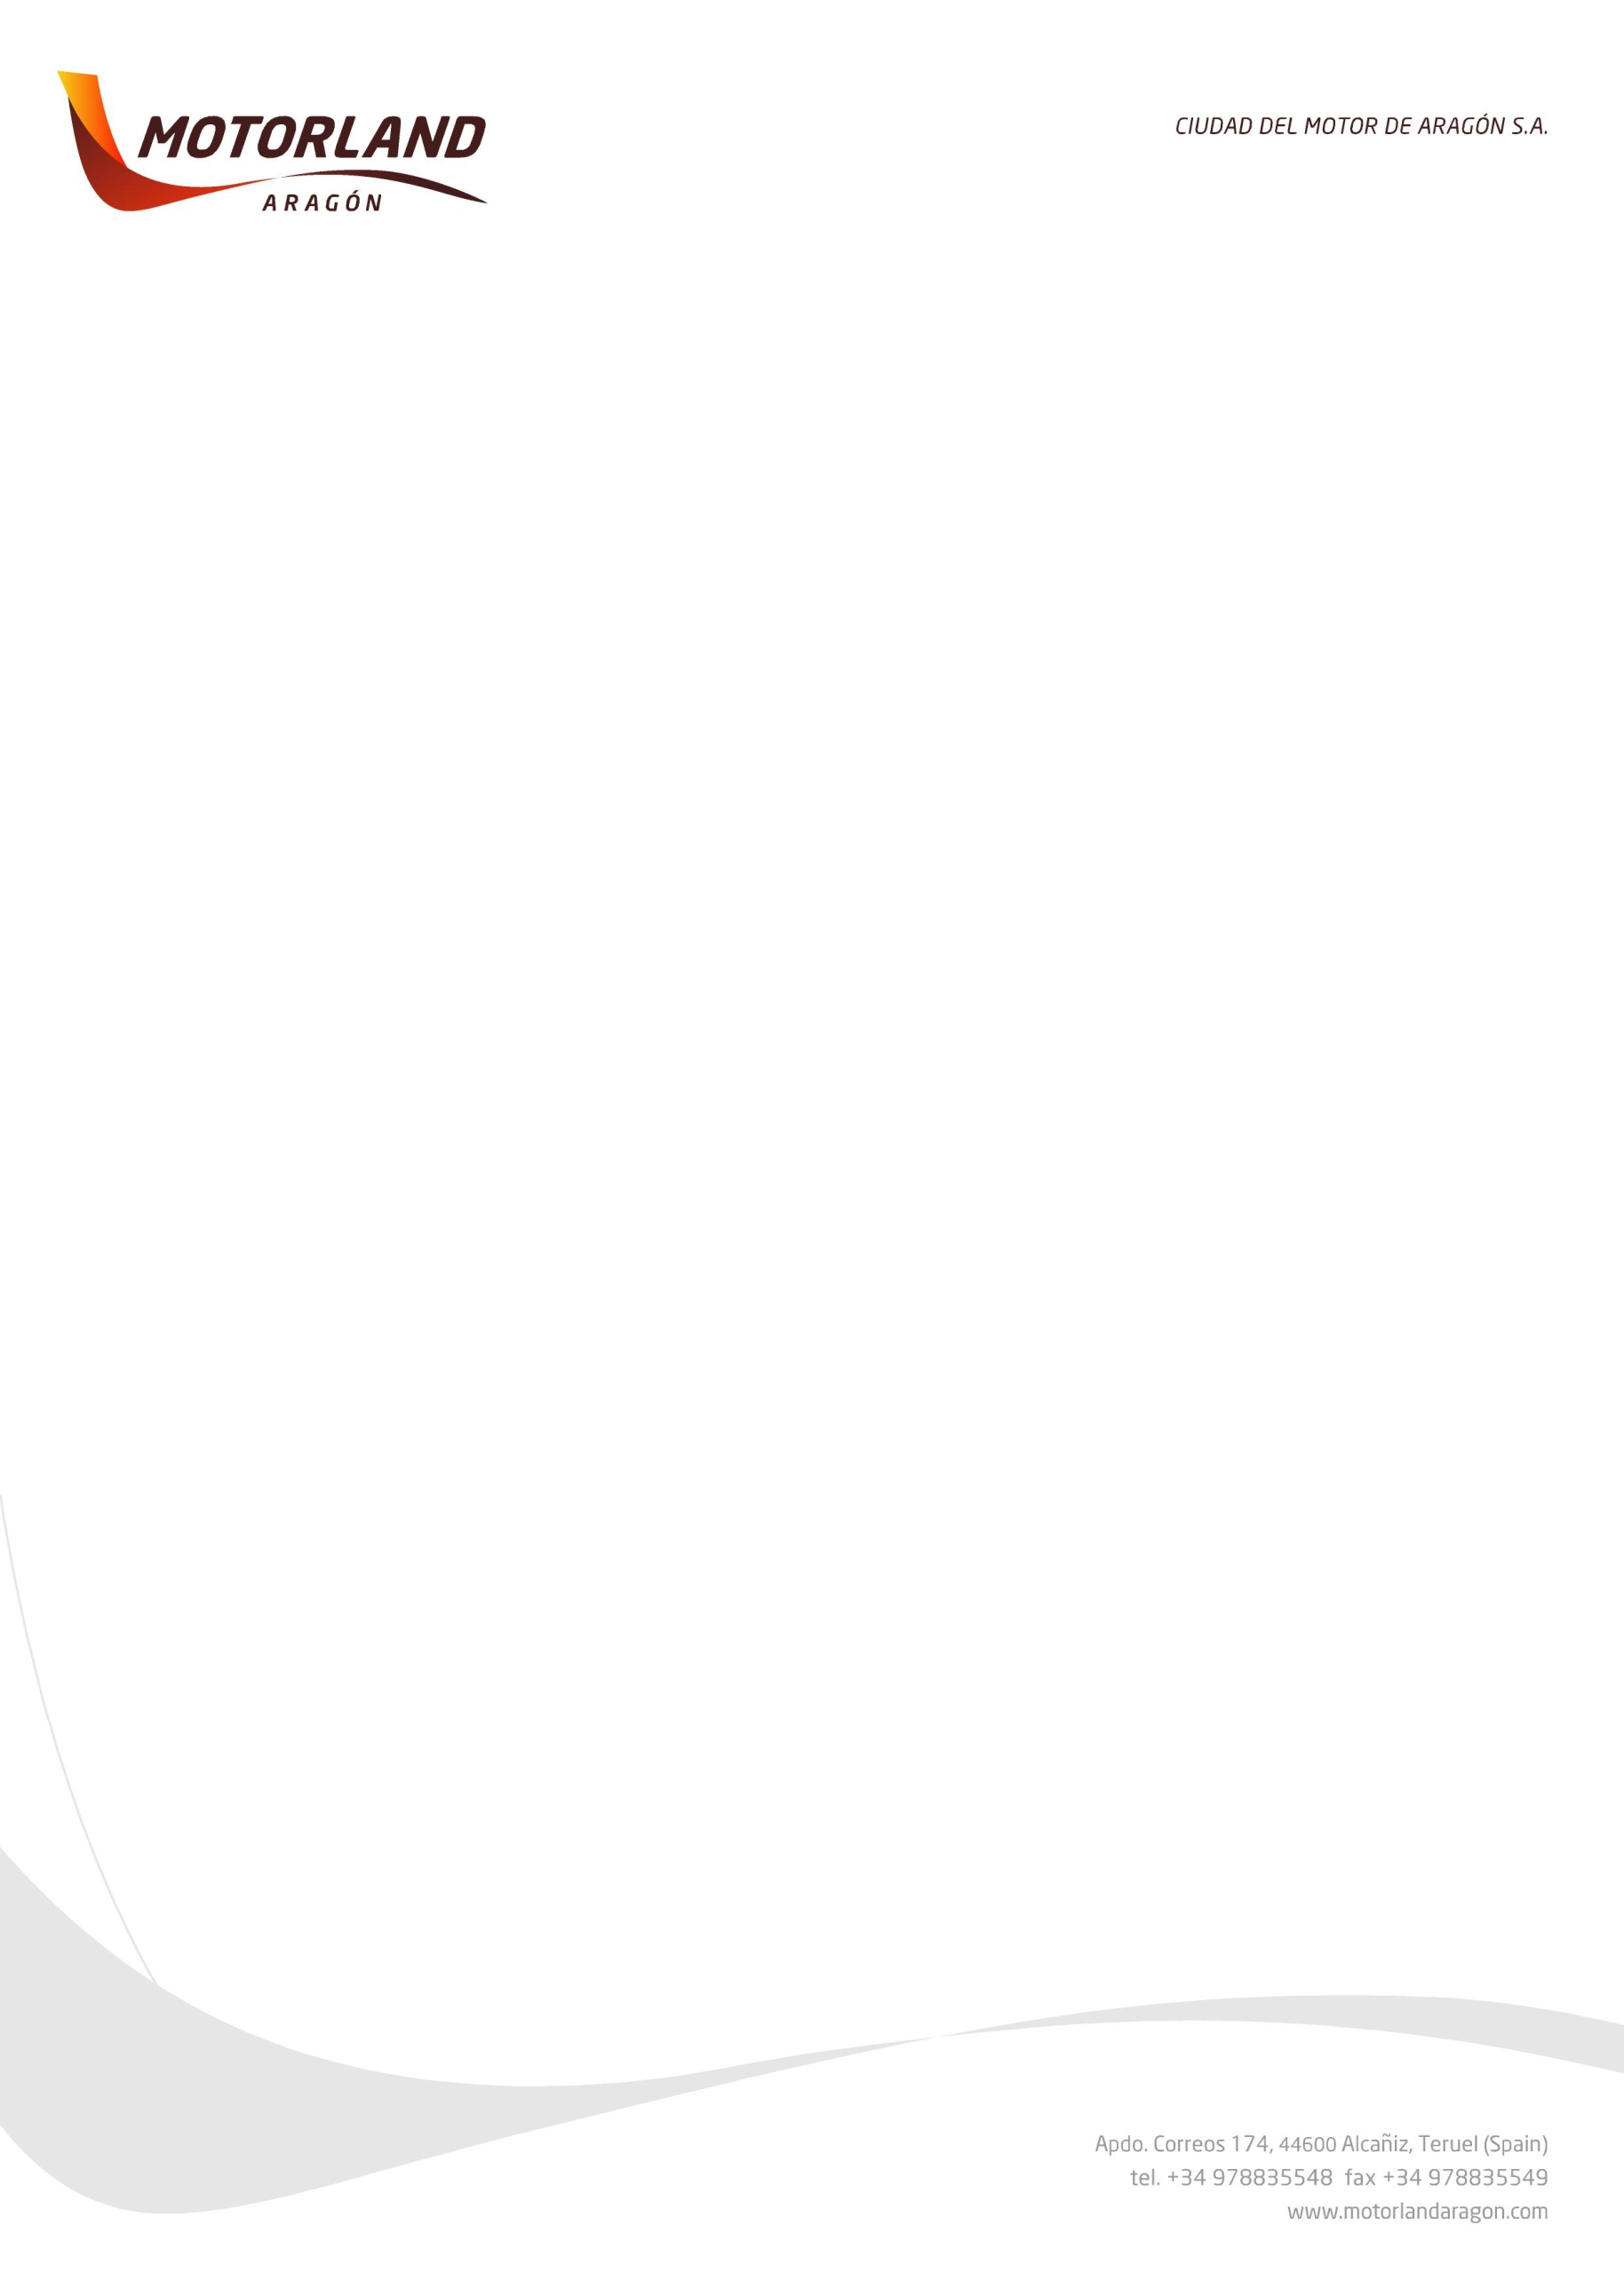 MOTORLAND
ARAGÓN
CIUDAD DEL MOTOR DE ARAGÓN S.A.
Apdo. Correos 174, 44600 Alcañiz, Teruel (Spain)
tel. +34 978835548 fax +34 978835549
www.motorlandaragon.com